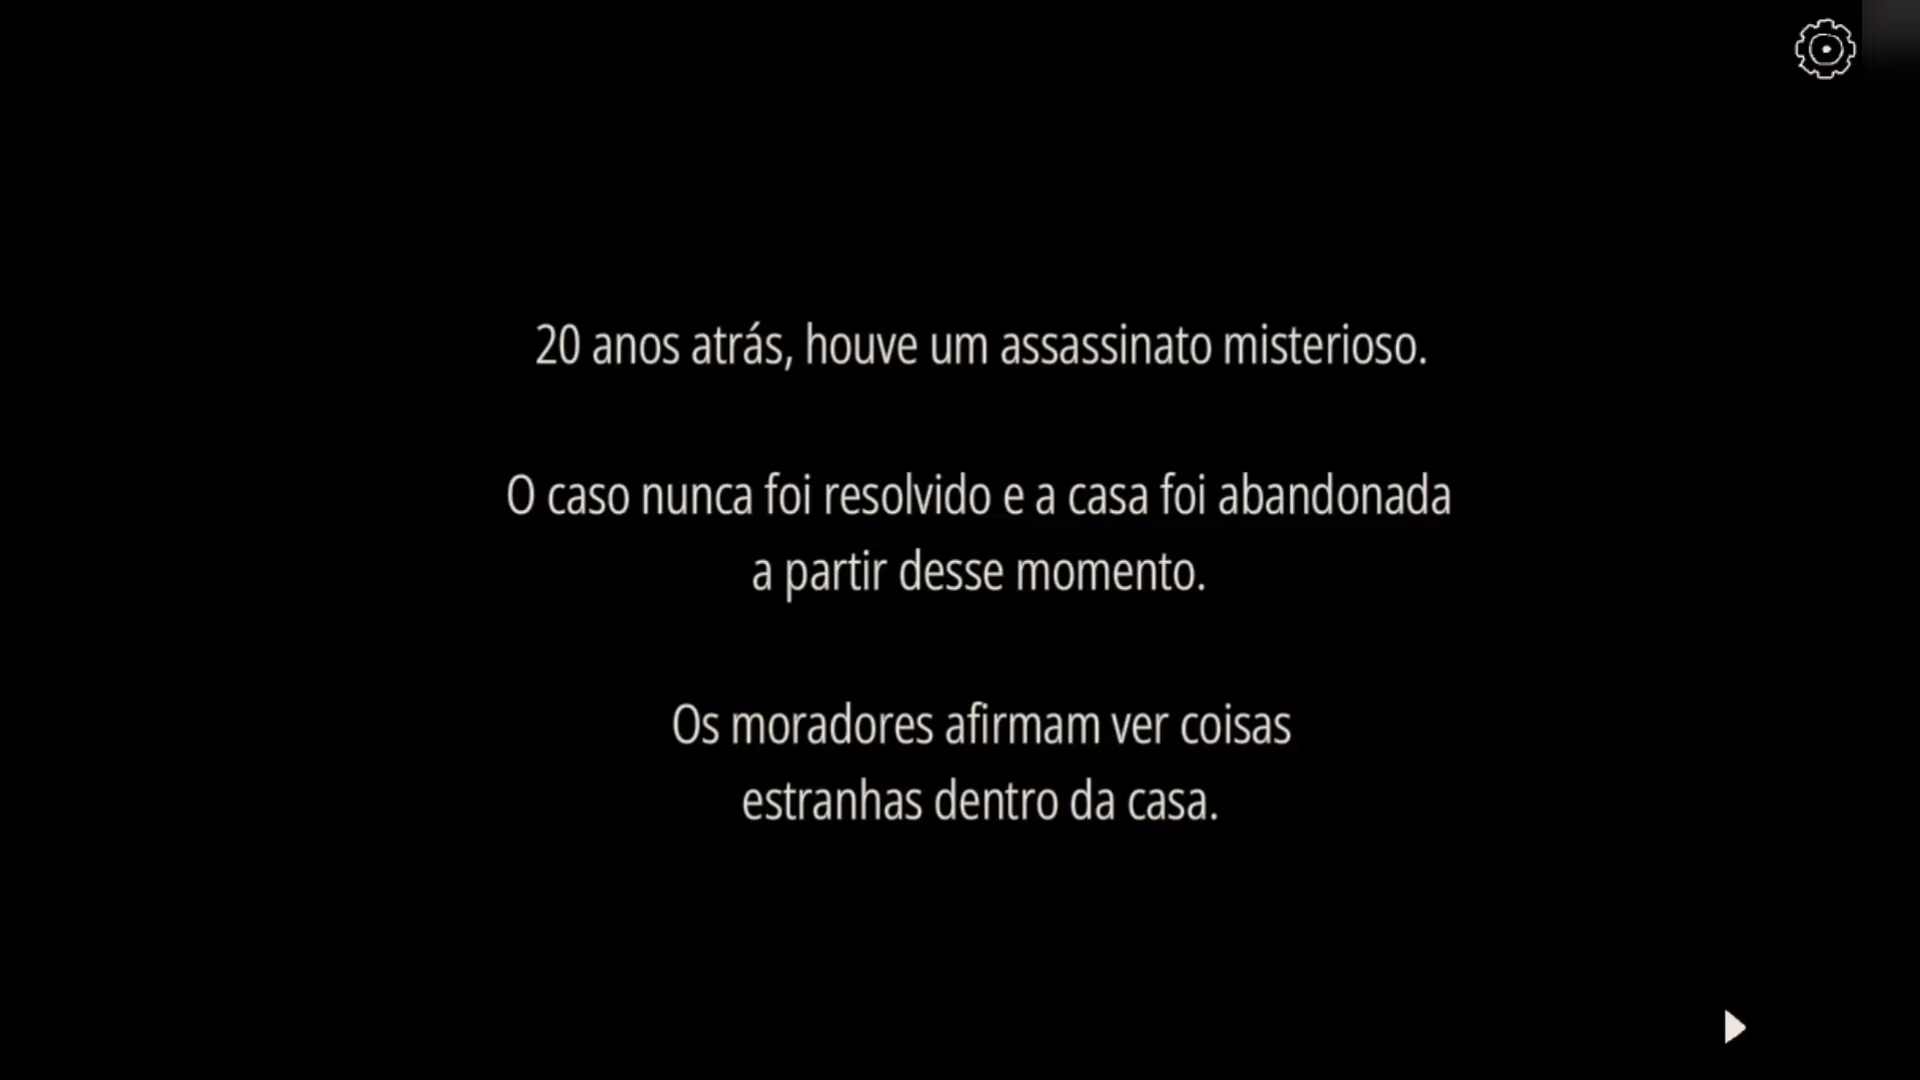 20 anos atrás, houve um assassinato misterioso.
O caso nunca foi resolvido e a casa foi abandonada
a partir desse momento.
Os moradores afirmam ver coisas
estranhas dentro da casa.